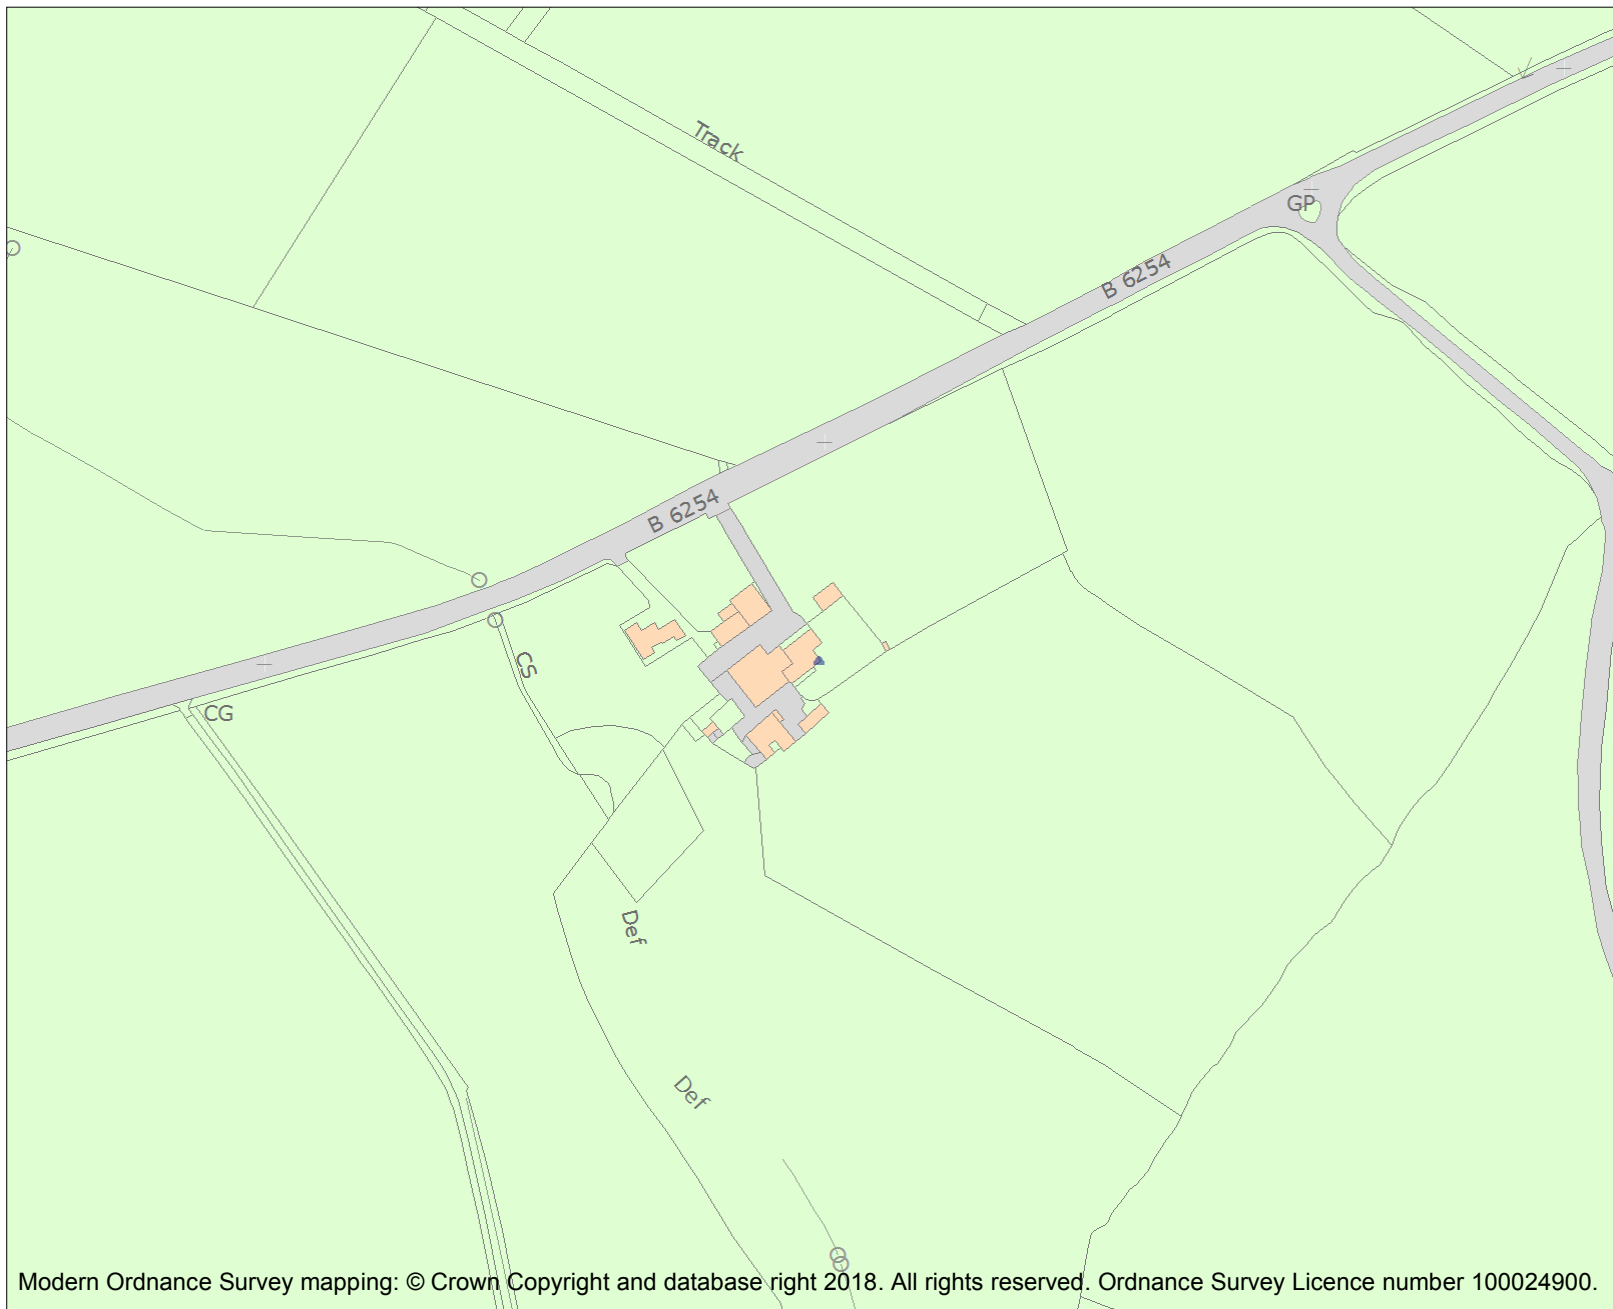 Track
GP
B 6254
B 6254
CS
CG
Def
Def
Modern Ordnance Survey mapping: © Crown Copyright and database right 2018. All rights reserved. Ordnance Survey Licence number 100024900.